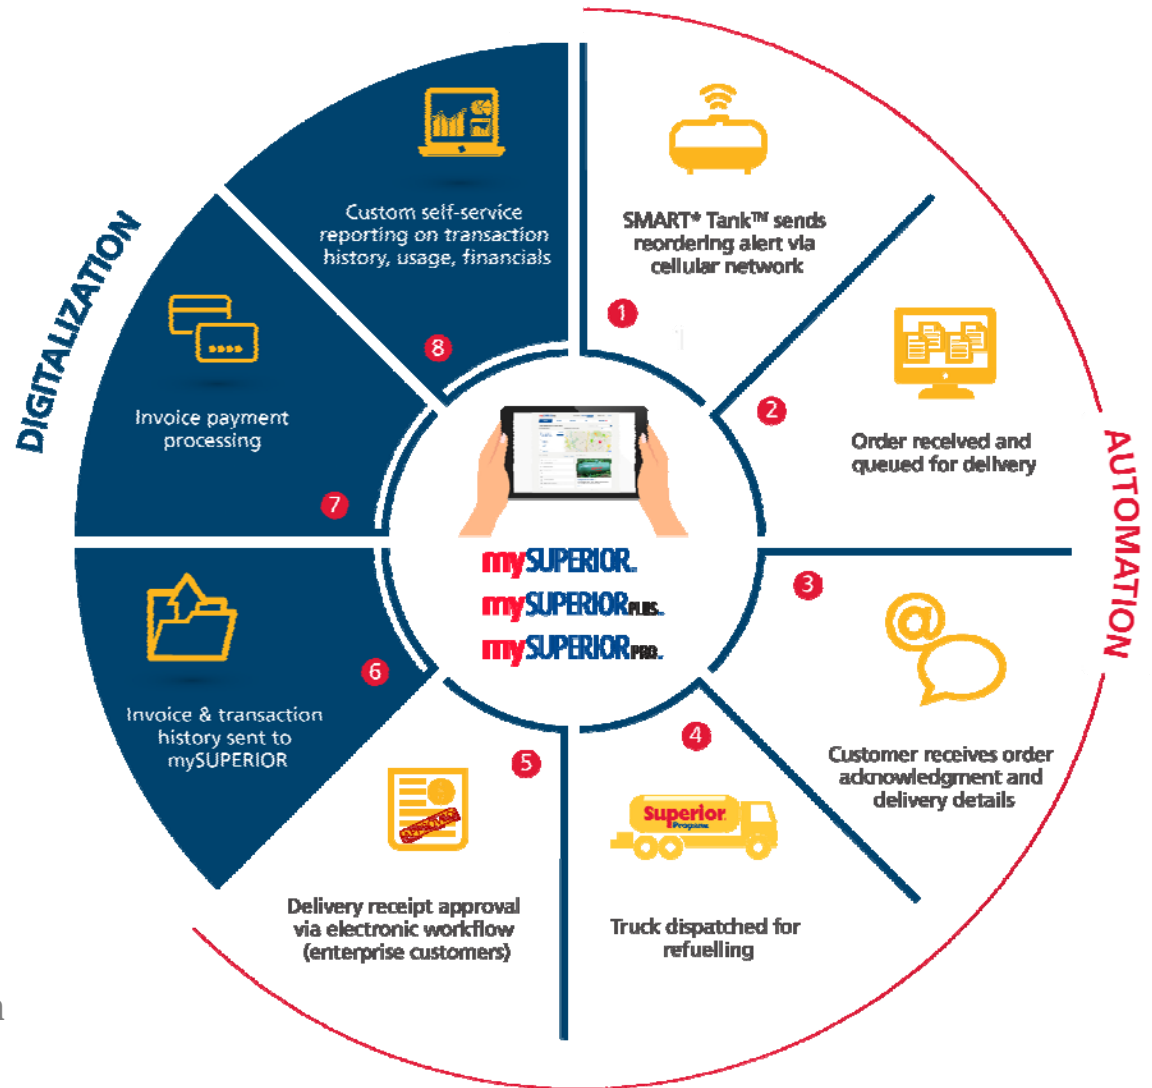 SMART* Tank™ sends
reordering alert via
cellular network
1
2
Order received and
queued for delivery
3
Customer receives order
acknowledgment and
delivery details
4
Superior
Propane
Truck dispatched for
refuelling
5
Delivery receipt approval
via electronic workflow
(enterprise customers)
6
Invoice & transaction
history sent to
mySUPERIOR
7
Invoice payment
processing
8
Custom self-service
reporting on transaction
history, usage, financials
DIGITALIZATION
AUTOMATION
mySUPERIOR
mySUPERIOR PLUS
mySUPERIOR PRO
@